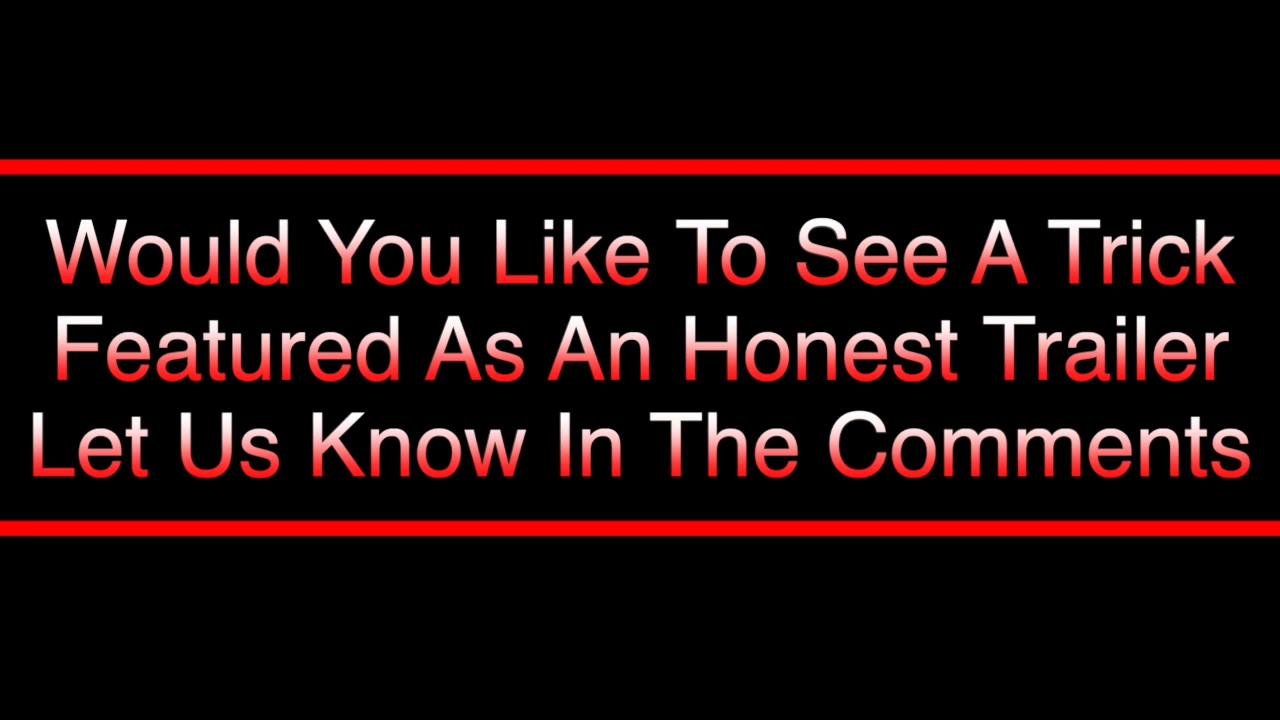 Would You Like To See A Trick
Featured As An Honest Trailer
Let Us Know In The Comments